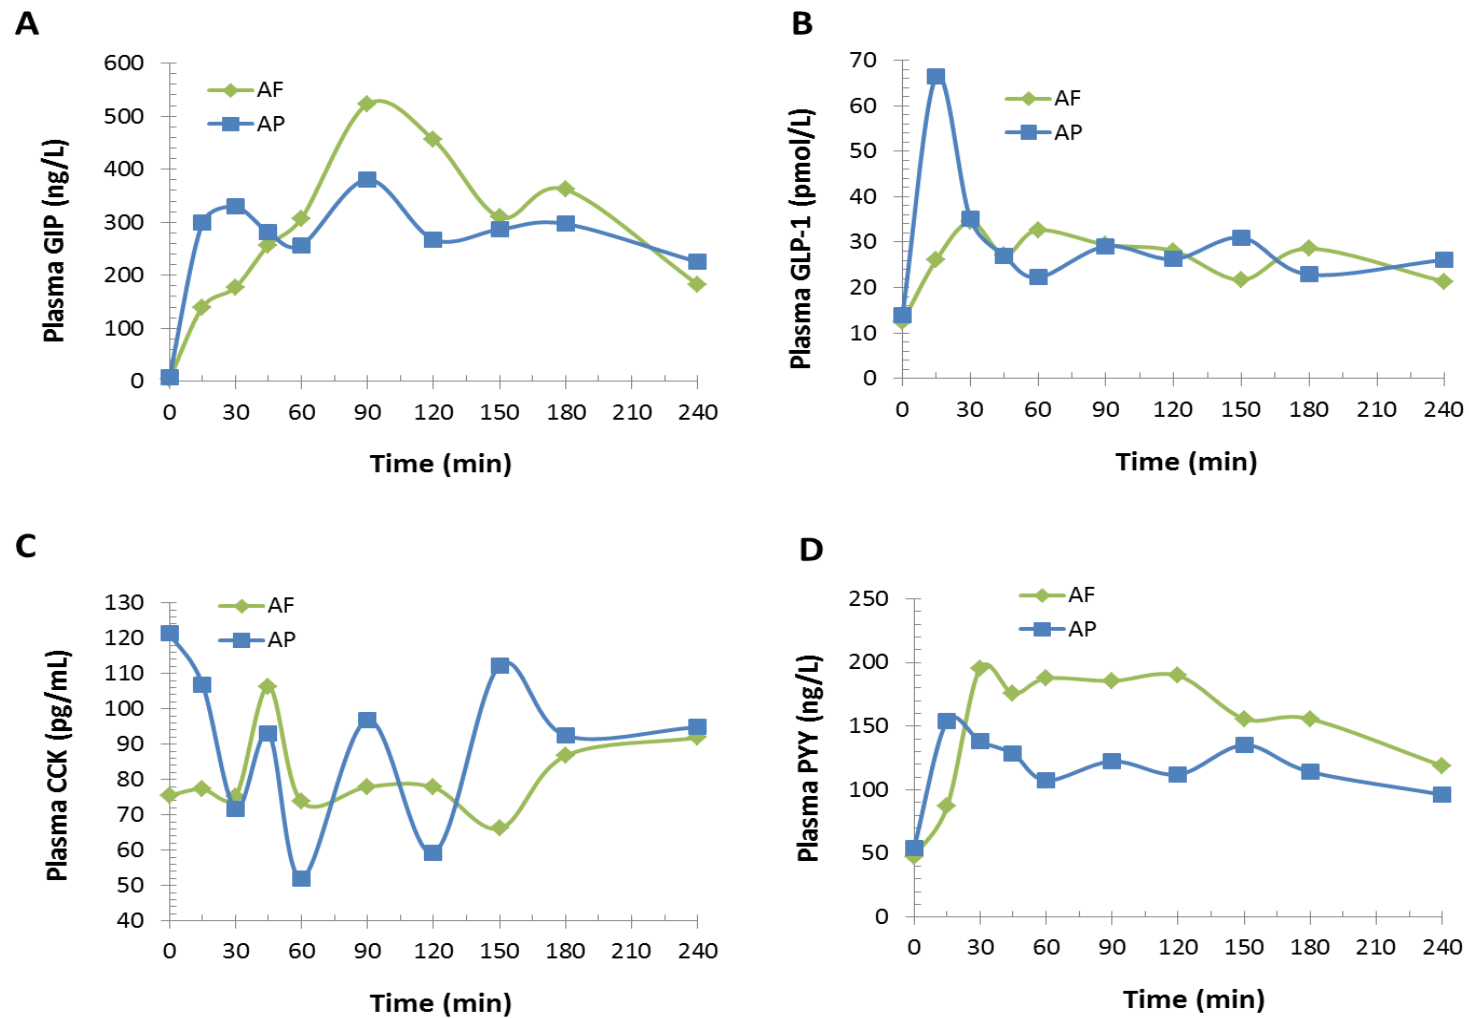 A
Plasma GIP (ng/L)
600
500
400
300
200
100
0
AF
AP
0 30 60 90 120 150 180 210 240
Time (min)
B
Plasma GLP-1 (pmol/L)
70
60
50
40
30
20
10
0
AF
AP
0 30 60 90 120 150 180 210 240
Time (min)
C
Plasma CCK (pg/mL)
130
120
110
100
90
80
70
60
50
40
AF
AP
0 30 60 90 120 150 180 210 240
Time (min)
D
Plasma PYY (ng/L)
250
200
150
100
50
0
AF
AP
0 30 60 90 120 150 180 210 240
Time (min)